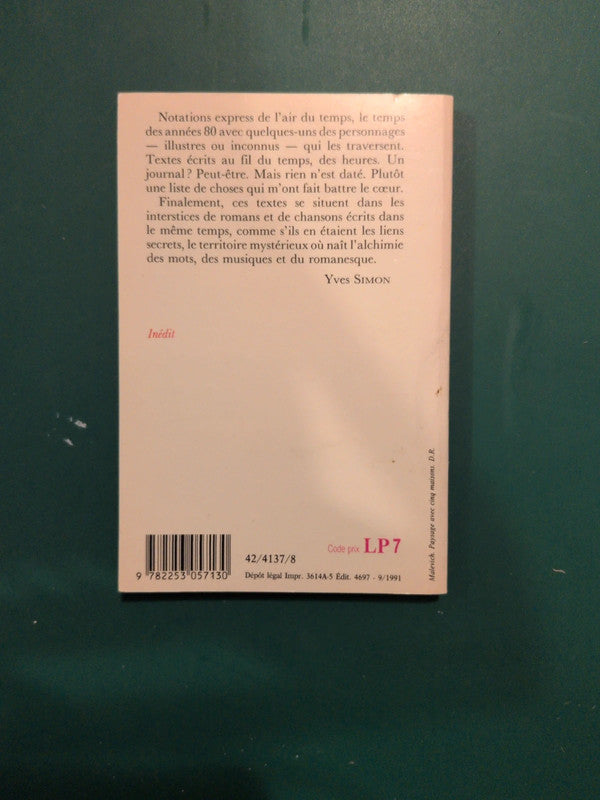 Notations express de l'air du temps, le temps
des années 80 avec quelques-uns des personnages
— illustres ou inconnus — qui les traversent.
Textes écrits au fil du temps, des heures. Un
journal ? Peut-être. Mais rien n'est daté. Plutôt
une liste de choses qui m'ont fait battre le cœur.
Finalement, ces textes se situent dans les
interstices de romans et de chansons écrits dans
le même temps, comme s'ils en étaient les liens
secrets, le territoire mystérieux où naît l'alchimie
des mots, des musiques et du romanesque.
Yves SIMON
Inédit
Malevich. Paysage avec cinq maisons. D.R.
9 782253 057130
42/4137/8
Code prix LP 7
Dépôt légal Impr. 3614A-5 Édit. 4697 - 9/1991